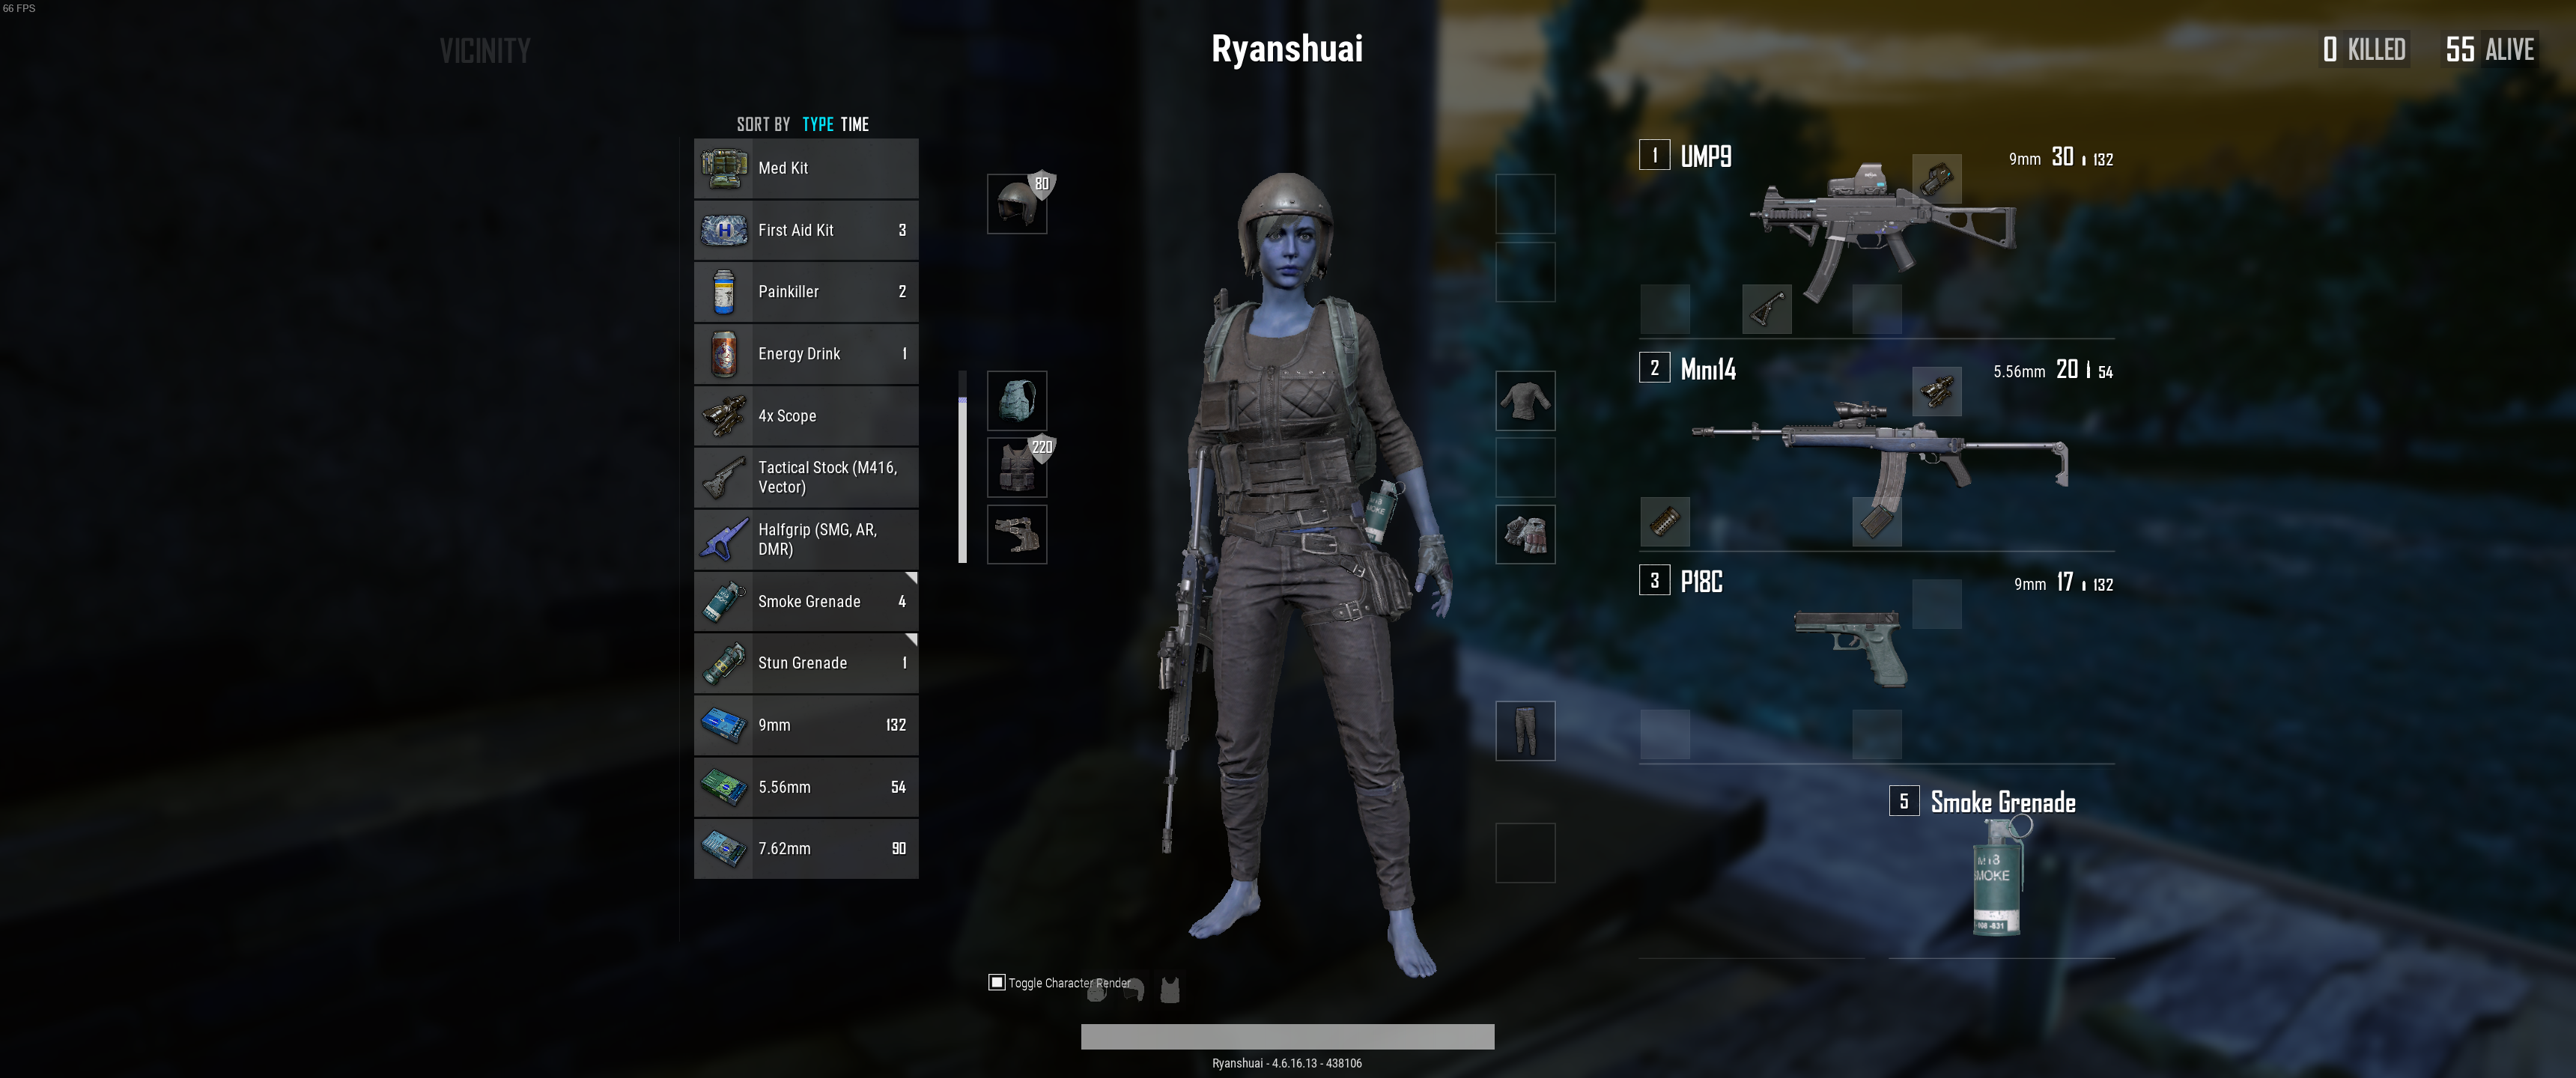 66 FPS
VICINITY
Ryanshuai
0 KILLED 55 ALIVE
SORT BY TYPE TIME
Med Kit
First Aid Kit 3
Painkiller 2
Energy Drink 1
4x Scope
Tactical Stock (M416,
Vector)
Halfgrip (SMG, AR,
DMR)
Smoke Grenade 4
Stun Grenade 1
9mm 132
5.56mm 54
7.62mm 90
80
220
1 UMP9 9mm 30 132
2 Mini14 5.56mm 20 54
3 P18C 9mm 17 132
5 Smoke Grenade
M18
SMOKE
Toggle Character Render
Ryanshuai - 4.6.16.13 - 438106